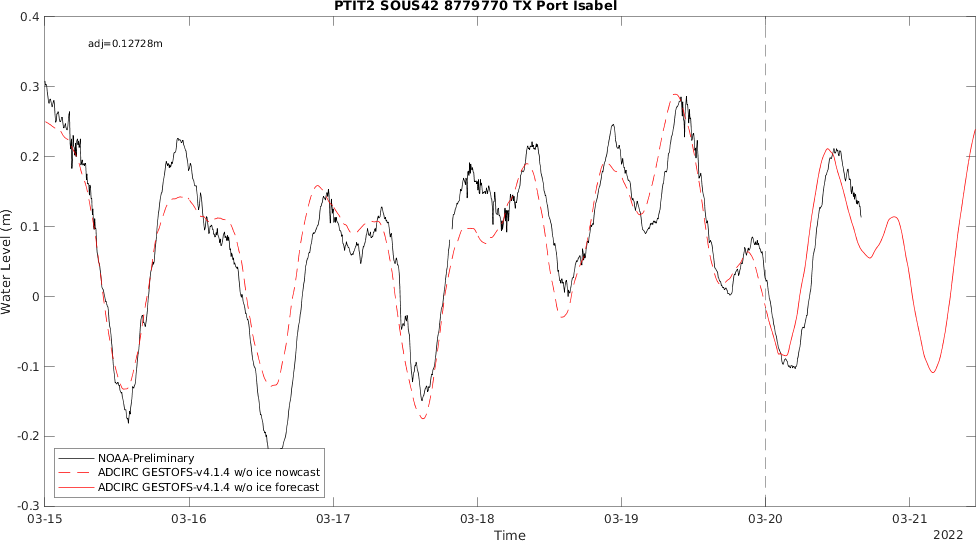 PTIT2 SOUS42 8779770 TX Port Isabel
0.4
adj=0.12728m
0.3
0.2
0.1
0
-0.1
-0.2
-0.3
Water Level (m)
NOAA-Preliminary
ADCIRC GESTOFS-v4.1.4 w/o ice nowcast
ADCIRC GESTOFS-v4.1.4 w/o ice forecast
03-15 03-16 03-17 03-18 03-19 03-20 03-21
Time
2022